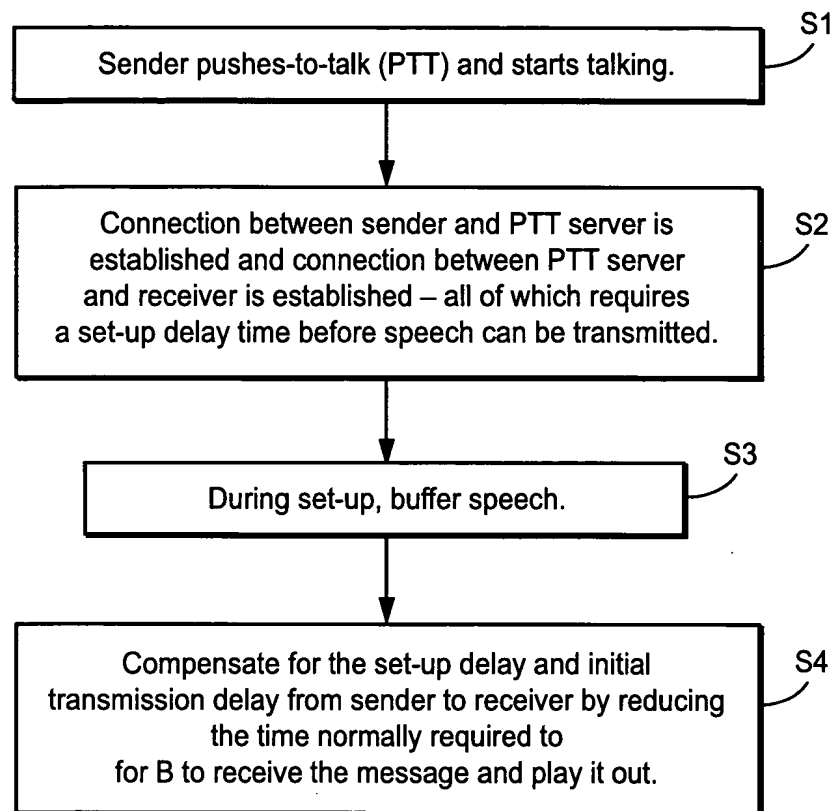 S1
Sender pushes-to-talk (PTT) and starts talking.
S2
Connection between sender and PTT server is
established and connection between PTT server
and receiver is established – all of which requires
a set-up delay time before speech can be transmitted.
S3
During set-up, buffer speech.
S4
Compensate for the set-up delay and initial
transmission delay from sender to receiver by reducing
the time normally required to
for B to receive the message and play it out.